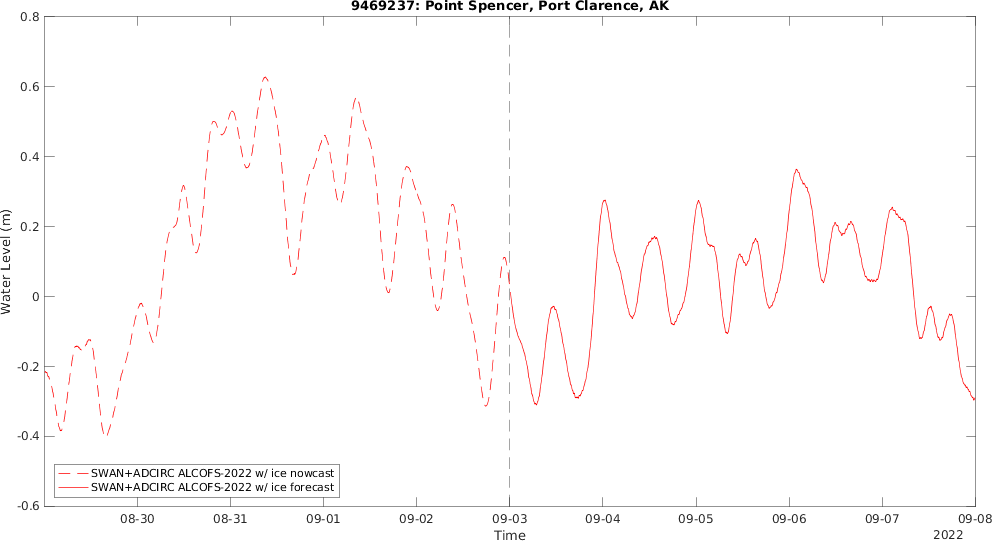 9469237: Point Spencer, Port Clarence, AK
0.8
0.6
0.4
0.2
0
-0.2
-0.4
-0.6
Water Level (m)
SWAN+ADCIRC ALCOFS-2022 w/ ice nowcast
SWAN+ADCIRC ALCOFS-2022 w/ ice forecast
08-30 08-31 09-01 09-02 09-03 09-04 09-05 09-06 09-07 09-08
Time
2022